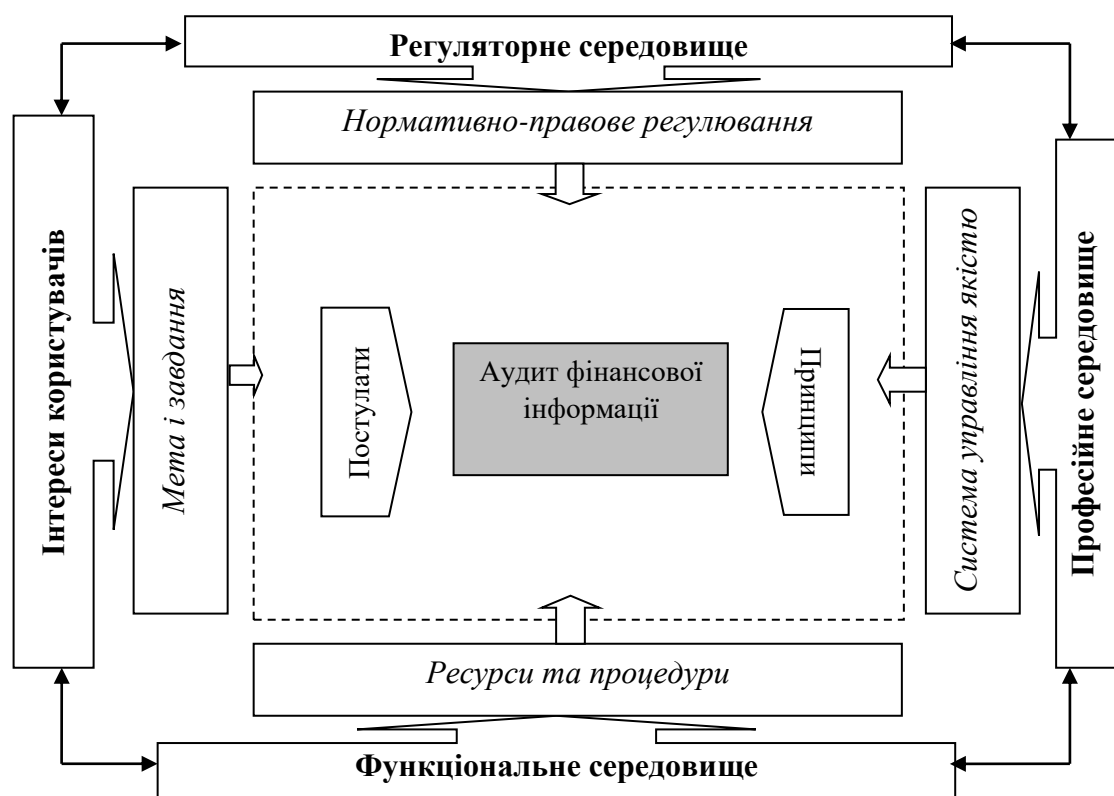 Регуляторне середовище
Нормативно-правове регулювання
Інтереси користувачів
Мета і завдання
Постулати
Аудит фінансової
інформації
Принципи
Система управління якістю
Професійне середовище
Ресурси та процедури
Функціональне середовище